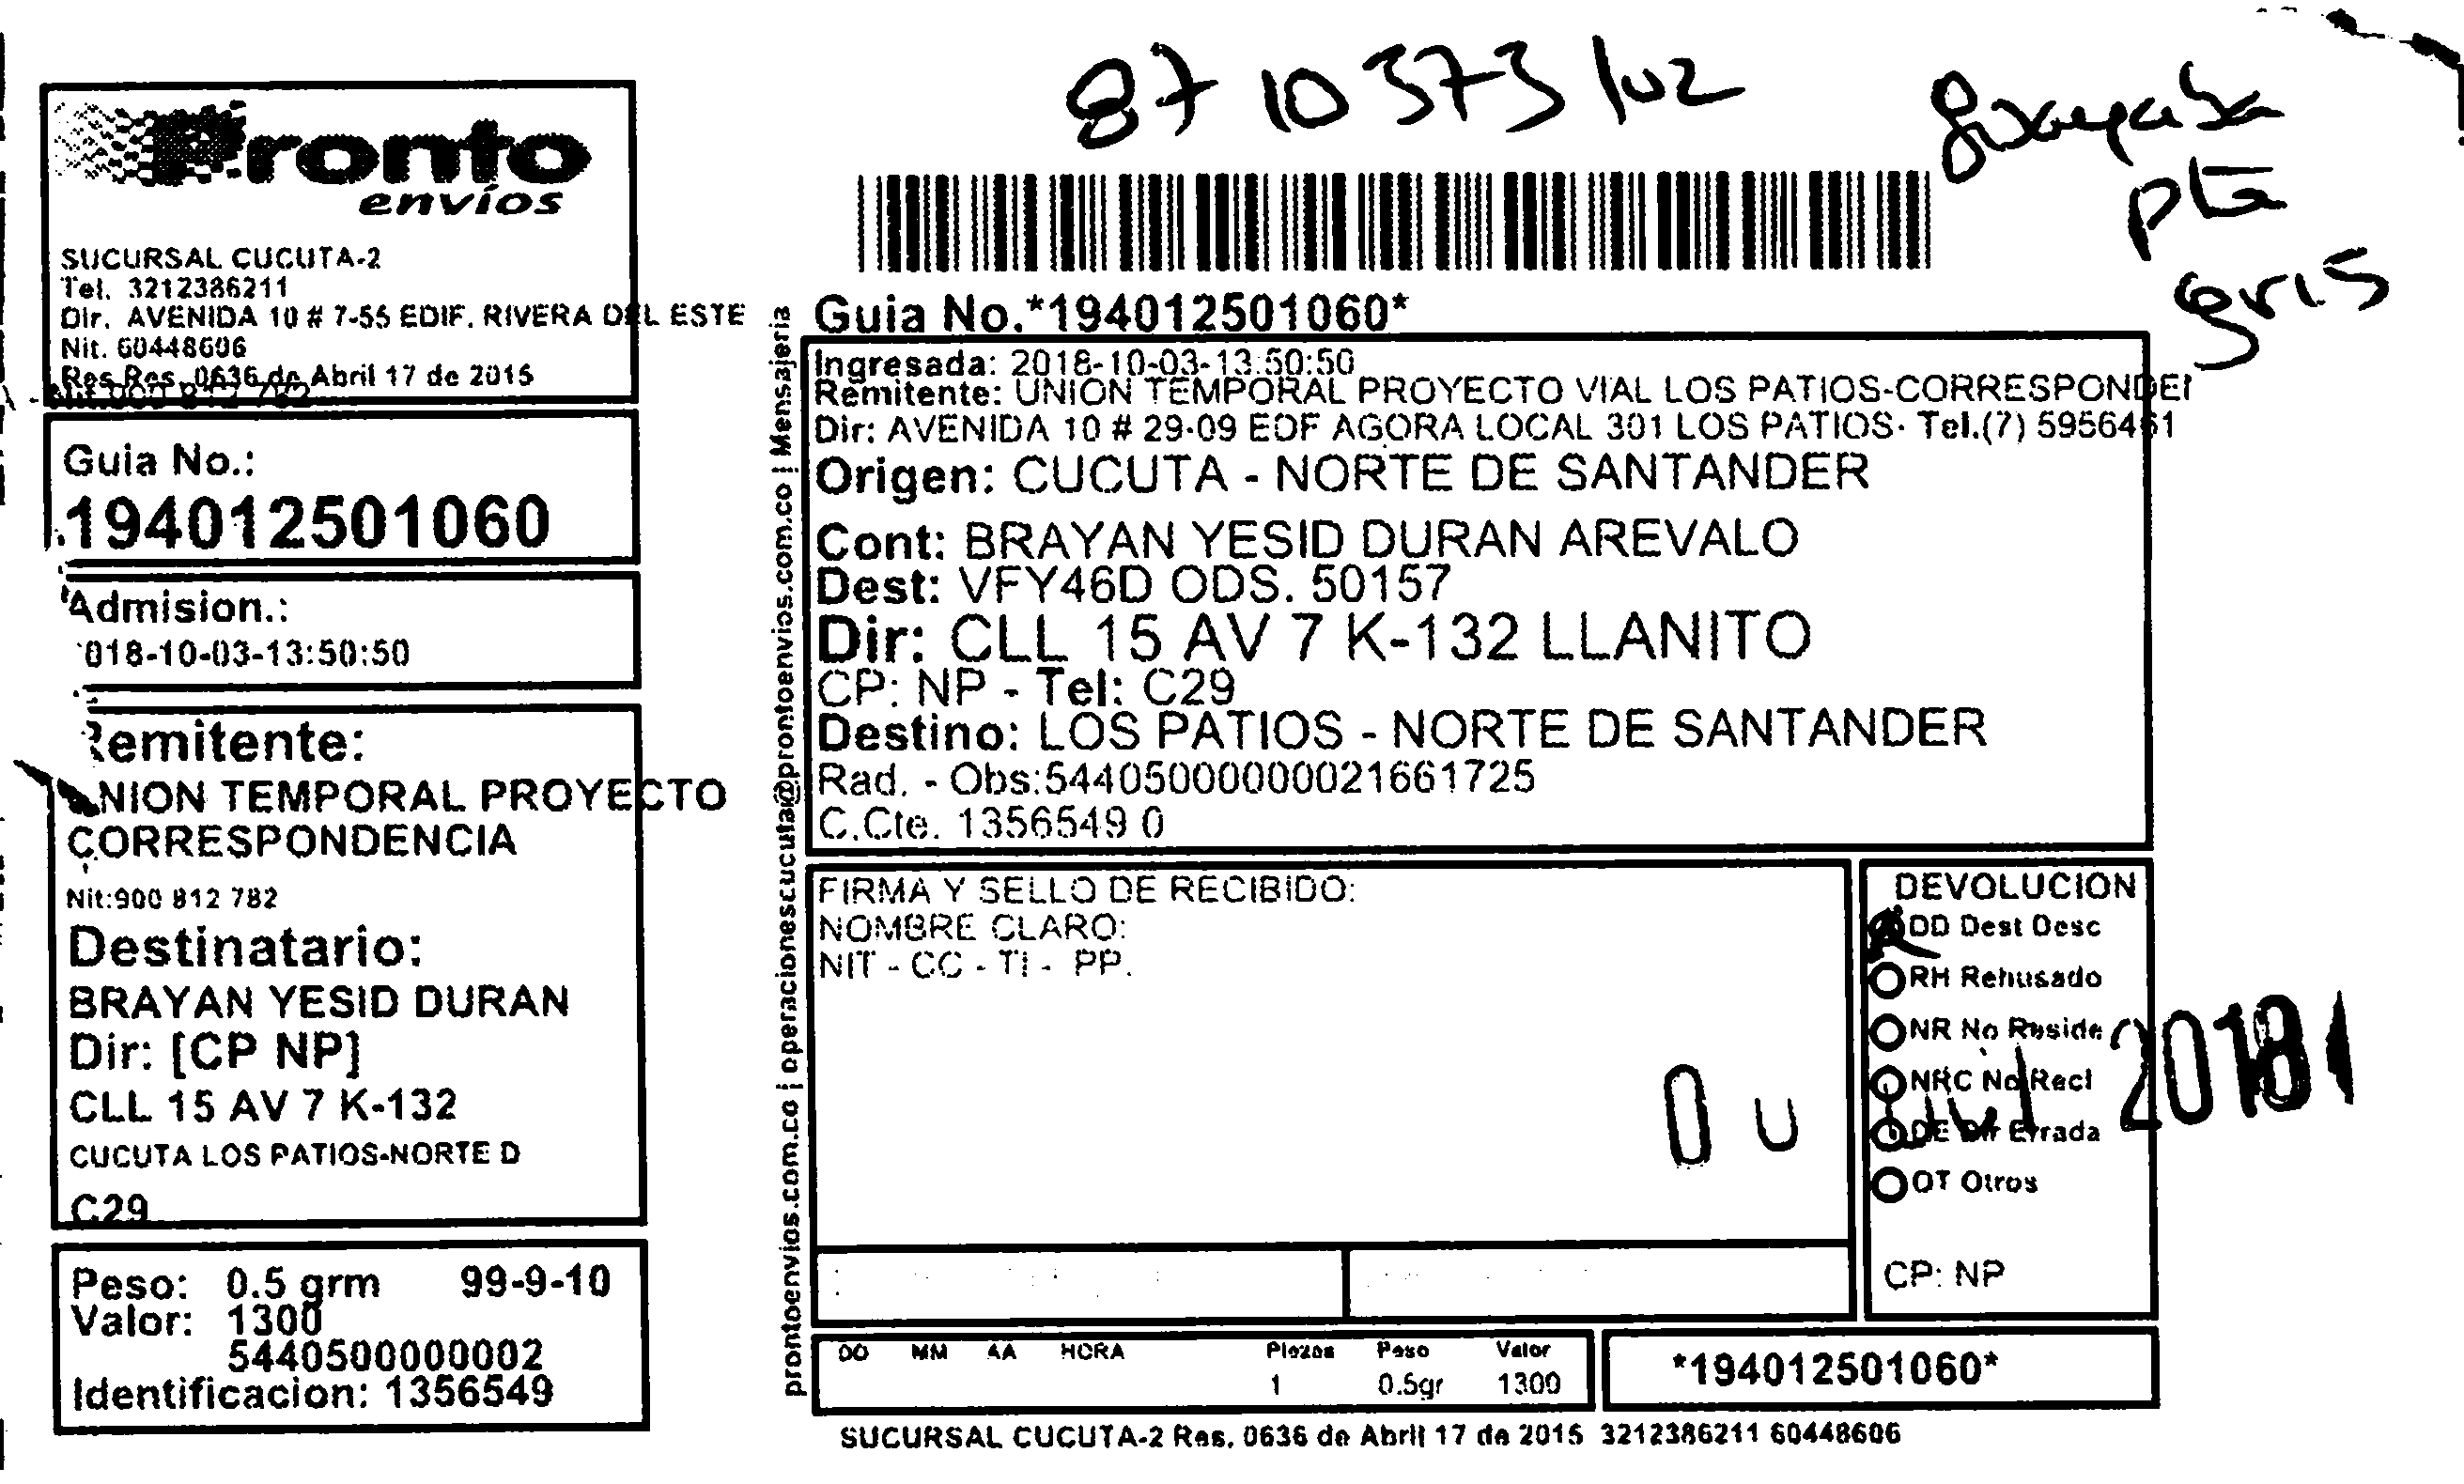 8710373102
pta
gris
Pronto
envíos
SUCURSAL CUCUTA-2
Tel. 3212386211
Dir. AVENIDA 10 # 7-55 EDIF. RIVERA DEL ESTE
Nit. 60448606
Res.Res. 0636 de Abril 17 de 2015
Guia No.:
194012501060
Admision.:
018-10-03-13:50:50
Remitente:
UNION TEMPORAL PROYECTO
CORRESPONDENCIA
Nit:900 812 782
Destinatario:
BRAYAN YESID DURAN
Dir: [CP NP]
CLL 15 AV 7 K-132
CUCUTA LOS PATIOS-NORTE D
C29
Peso: 0.5 grm 99-9-10
Valor: 1300
5440500000002
Identificacion: 1356549
prontoenvios.com.co | operacionescucuta@prontoenvios.com.co | Mensajeria
Guia No.*194012501060*
Ingresada: 2018-10-03-13:50:50
Remitente: UNION TEMPORAL PROYECTO VIAL LOS PATIOS-CORRESPONDE
Dir: AVENIDA 10 # 29-09 EDF AGORA LOCAL 301 LOS PATIOS- Tel.(7) 5956461
Origen: CUCUTA - NORTE DE SANTANDER
Cont: BRAYAN YESID DURAN AREVALO
Dest: VFY46D ODS. 50157
Dir: CLL 15 AV 7 K-132 LLANITO
CP: NP - Tel: C29
Destino: LOS PATIOS - NORTE DE SANTANDER
Rad. - Obs:544050000000021661725
C.Cte. 1356549 0
FIRMA Y SELLO DE RECIBIDO:
NOMBRE CLARO:
NIT - CC - TI - PP.
DEVOLUCION
DD Dest Desc
RH Rehusado
NR No Reside
NRC No Recl
DE Dir Errada
OT Otros
CP: NP
DD MM AA HORA Piezas Peso Valor
1 0.5gr 1300
*194012501060*
SUCURSAL CUCUTA-2 Res. 0636 de Abril 17 de 2015 3212386211 60448606